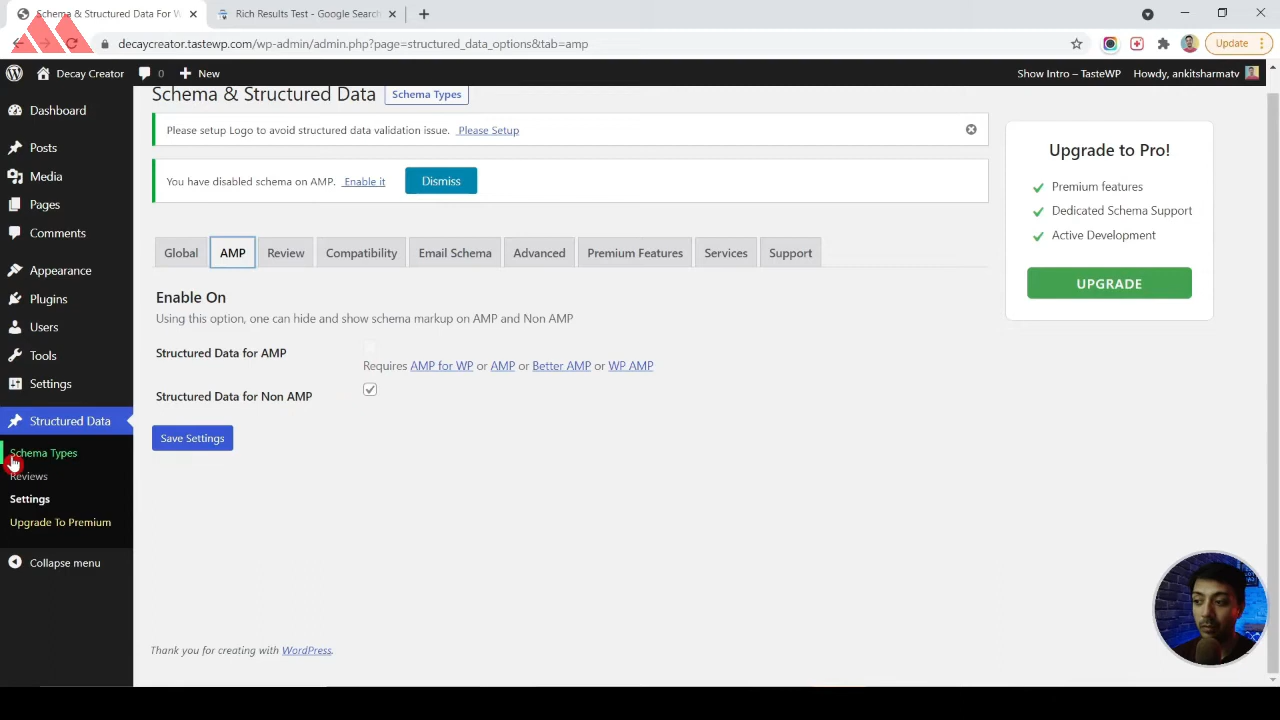 Schema & Structured Data For W
Rich Results Test - Google Search
decaycreator.tastewp.com/wp-admin/admin.php?page=structured_data_options&tab=amp
Update
Decay Creator
0
New
Show Intro – TasteWP
Howdy, ankitsharmatv
Dashboard
Posts
Media
Pages
Comments
Appearance
Plugins
Users
Tools
Settings
Structured Data
Schema Types
Reviews
Settings
Upgrade To Premium
Collapse menu
Schema & Structured Data
Schema Types
Please setup Logo to avoid structured data validation issue. Please Setup
You have disabled schema on AMP. Enable it
Dismiss
Global
AMP
Review
Compatibility
Email Schema
Advanced
Premium Features
Services
Support
Enable On
Using this option, one can hide and show schema markup on AMP and Non AMP
Structured Data for AMP
Requires AMP for WP or AMP or Better AMP or WP AMP
Structured Data for Non AMP
Save Settings
Upgrade to Pro!
Premium features
Dedicated Schema Support
Active Development
UPGRADE
Thank you for creating with WordPress.